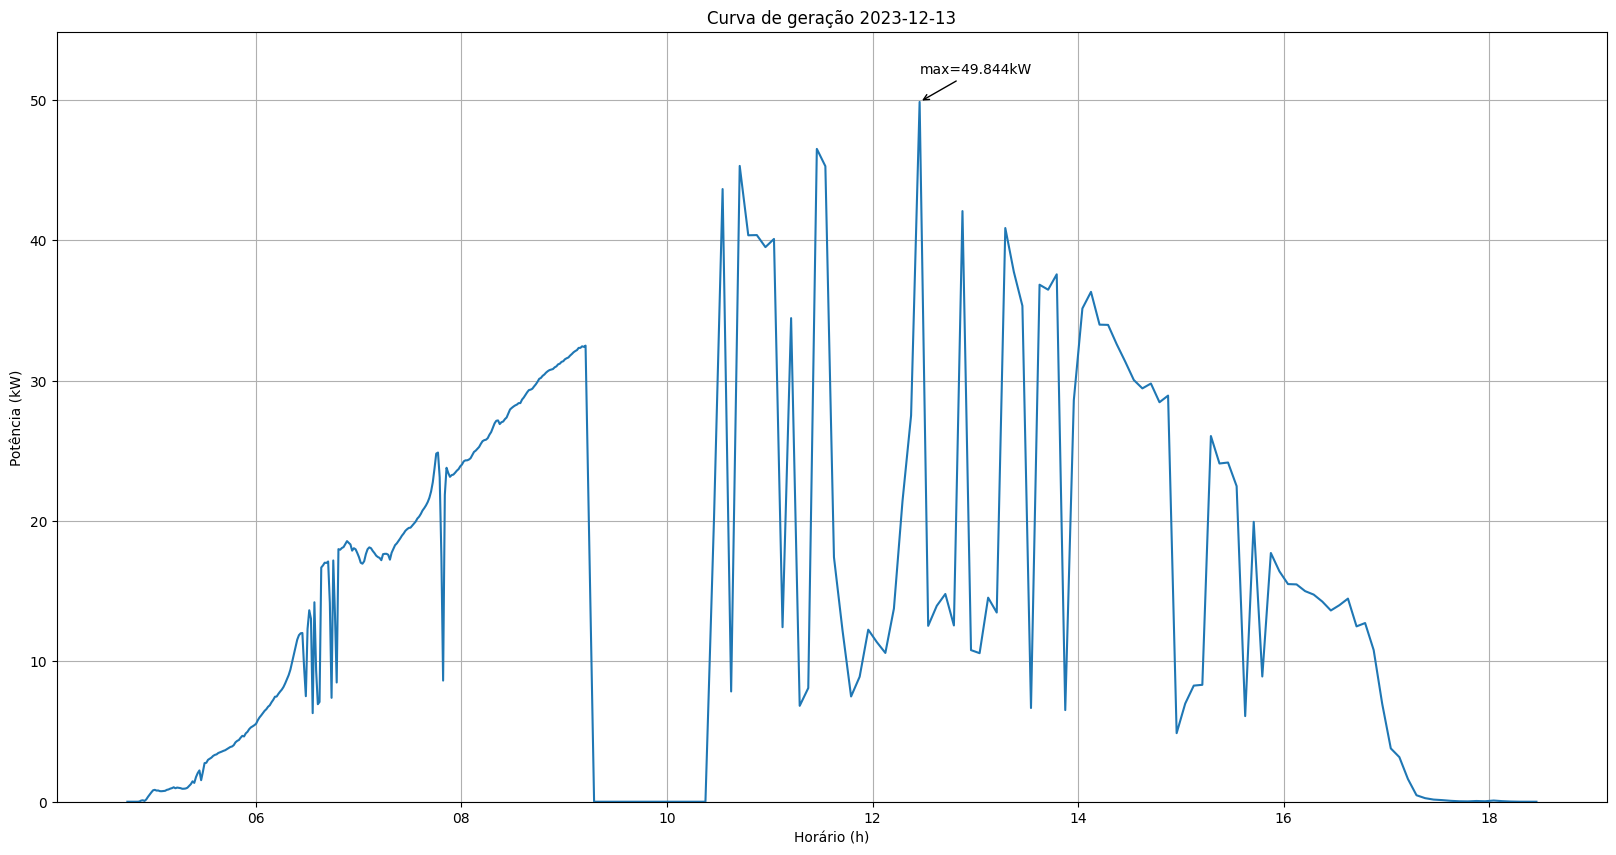 Curva de geração 2023-12-13
max=49.844kW
50
40
30
20
10
0
Potência (kW)
06 08 10 12 14 16 18
Horário (h)